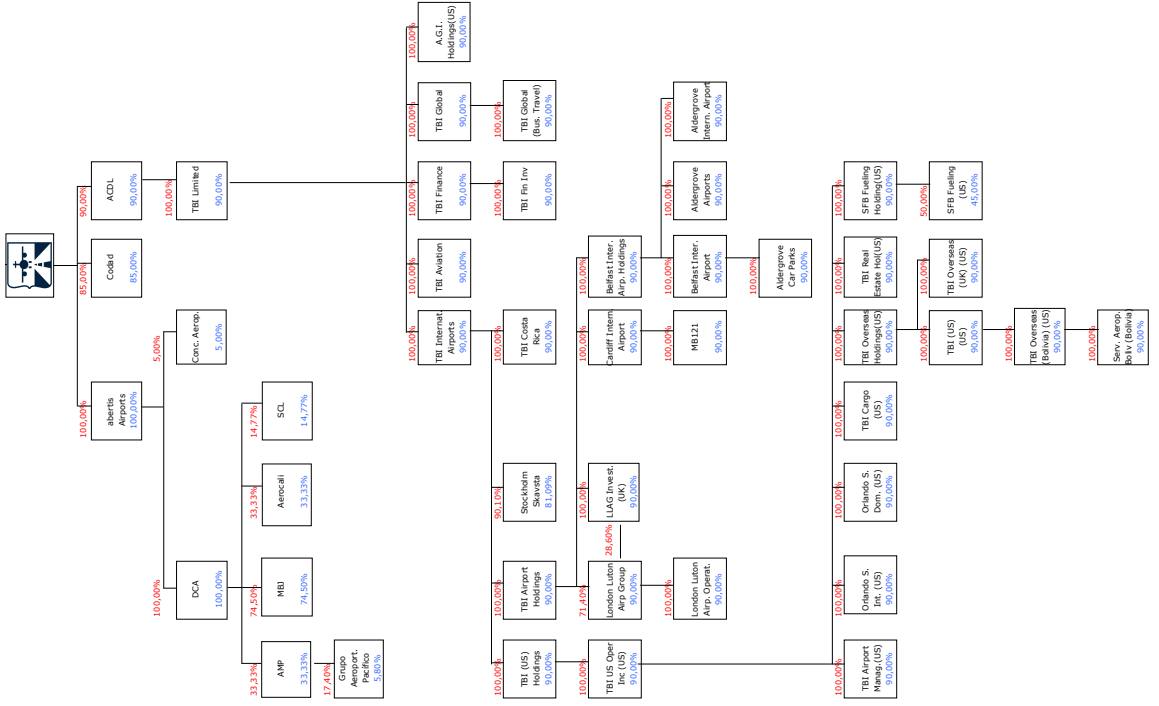 100,00%
abertis
Airports
100,00%
85,00%
Codad
85,00%
90,00%
ACDL
90,00%
100,00%
DCA
100,00%
5,00%
Conc. Aerop.
5,00%
100,00%
TBI Limited
90,00%
33,33%
AMP
33,33%
74,50%
MBJ
74,50%
33,33%
Aerocali
33,33%
14,77%
SCL
14,77%
17,40%
Grupo
Aeroport.
Pacifico
5,80%
100,00%
TBI Internat.
Airports
90,00%
100,00%
TBI Aviation
90,00%
100,00%
TBI Finance
90,00%
100,00%
TBI Global
90,00%
100,00%
A.G.I.
Holdings(US)
90,00%
100,00%
TBI (US)
Holdings
90,00%
100,00%
TBI Airport
Holdings
90,00%
90,10%
Stockholm
Skavsta
81,09%
100,00%
TBI Costa
Rica
90,00%
100,00%
TBI Fin Inv
90,00%
100,00%
TBI Global
(Bus. Travel)
90,00%
100,00%
TBI US Oper
Inc (US)
90,00%
71,40%
London Luton
Airp Group
90,00%
28,60%
100,00%
LLAG Invest.
(UK)
90,00%
100,00%
Cardiff Intern.
Airport
90,00%
100,00%
Belfast Inter.
Airp. Holdings
90,00%
100,00%
London Luton
Airp. Operat.
90,00%
100,00%
MB121
90,00%
100,00%
Belfast Inter.
Airport
90,00%
100,00%
Aldergrove
Airports
90,00%
100,00%
Aldergrove
Intern. Airport
90,00%
100,00%
Aldergrove
Car Parks
90,00%
100,00%
TBI Airport
Manag.(US)
90,00%
100,00%
Orlando S.
Int. (US)
90,00%
100,00%
Orlando S.
Dom. (US)
90,00%
100,00%
TBI Cargo
(US)
90,00%
100,00%
TBI Overseas
Holdings(US)
90,00%
100,00%
TBI Real
Estate Hol(US)
90,00%
100,00%
SFB Fueling
Holding(US)
90,00%
100,00%
TBI (US)
(US)
90,00%
100,00%
TBI Overseas
(UK) (US)
90,00%
50,00%
SFB Fueling
(US)
45,00%
100,00%
TBI Overseas
(Bolivia) (US)
90,00%
100,00%
Serv. Aerop.
Boliv (Bolivia)
90,00%